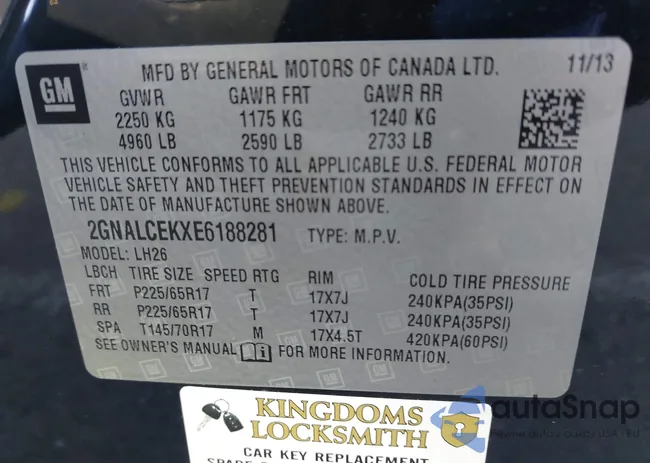 GM ®
MFD BY GENERAL MOTORS OF CANADA LTD. 11/13
GVWR GAWR FRT GAWR RR
2250 KG 1175 KG 1240 KG
4960 LB 2590 LB 2733 LB
THIS VEHICLE CONFORMS TO ALL APPLICABLE U.S. FEDERAL MOTOR
VEHICLE SAFETY AND THEFT PREVENTION STANDARDS IN EFFECT ON
THE DATE OF MANUFACTURE SHOWN ABOVE.
2GNALCEKXE6188281 TYPE: M.P.V.
MODEL: LH26
LBCH TIRE SIZE SPEED RTG RIM COLD TIRE PRESSURE
FRT P225/65R17 T 17X7J 240KPA(35PSI)
RR P225/65R17 T 17X7J 240KPA(35PSI)
SPA T145/70R17 M 17X4.5T 420KPA(60PSI)
SEE OWNER'S MANUAL FOR MORE INFORMATION.
KINGDOMS
LOCKSMITH
CAR KEY REPLACEMENT
autaSnap